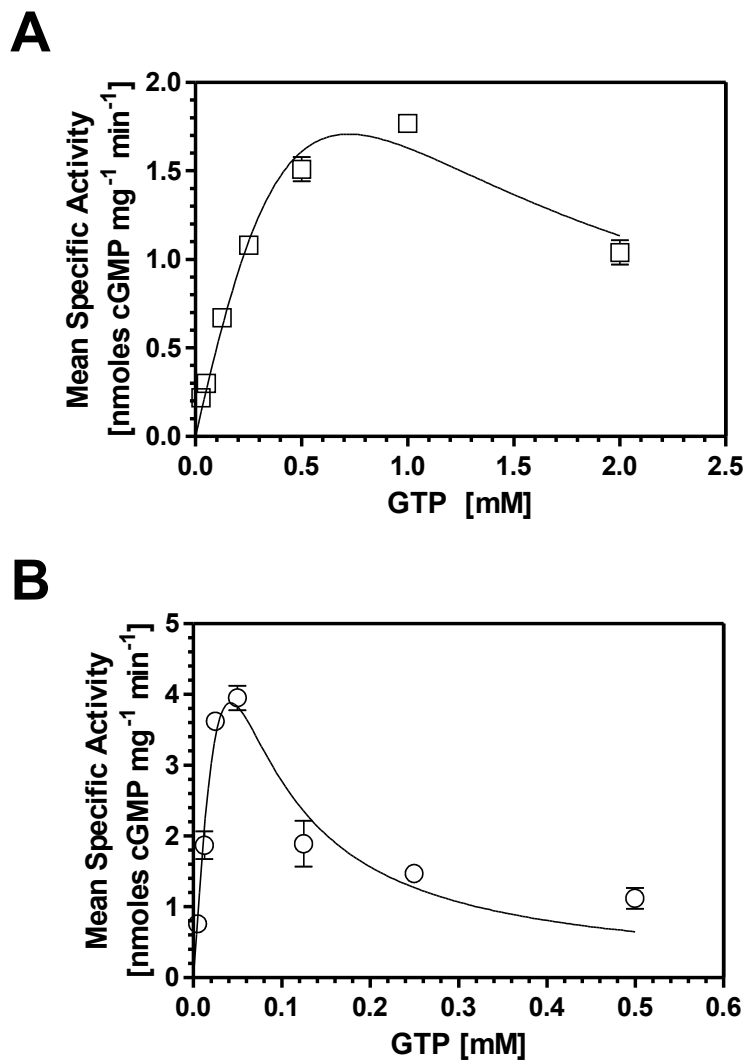 A
Mean Specific Activity
[nmoles cGMP mg⁻¹ min⁻¹]
2.0
1.5
1.0
0.5
0.0
0.0 0.5 1.0 1.5 2.0 2.5
GTP [mM]
B
Mean Specific Activity
[nmoles cGMP mg⁻¹ min⁻¹]
5
4
3
2
1
0
0.0 0.1 0.2 0.3 0.4 0.5 0.6
GTP [mM]